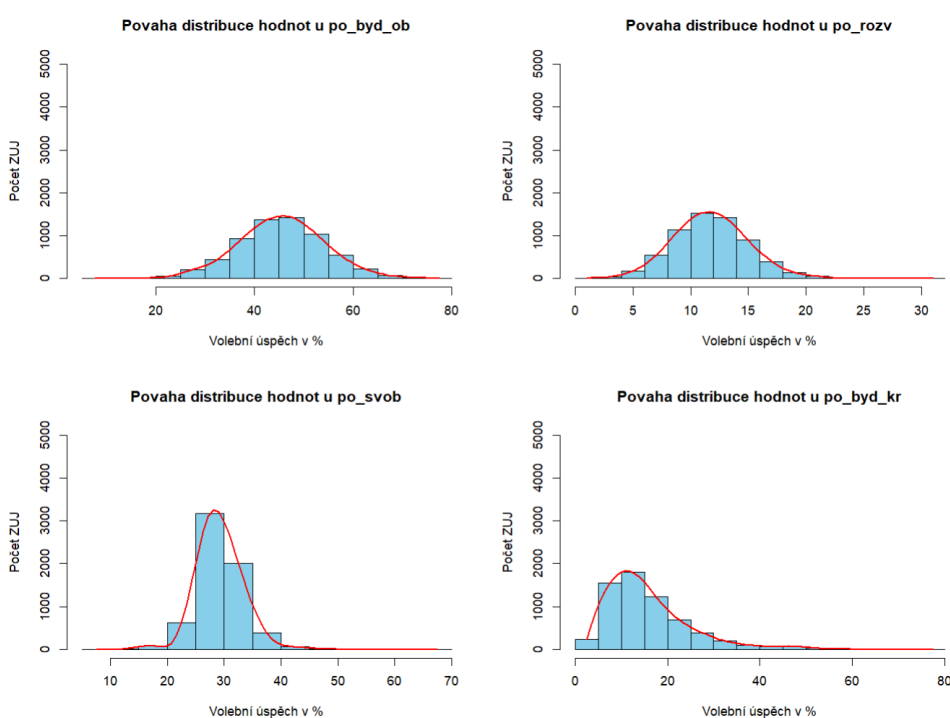 Povaha distribuce hodnot u po_byd_ob
Počet ZUJ
0 1000 2000 3000 4000 5000
20 40 60 80
Volební úspěch v %
Povaha distribuce hodnot u po_rozv
Počet ZUJ
0 1000 2000 3000 4000 5000
0 5 10 15 20 25 30
Volební úspěch v %
Povaha distribuce hodnot u po_svob
Počet ZUJ
0 1000 2000 3000 4000 5000
10 20 30 40 50 60 70
Volební úspěch v %
Povaha distribuce hodnot u po_byd_kr
Počet ZUJ
0 1000 2000 3000 4000 5000
0 20 40 60 80
Volební úspěch v %